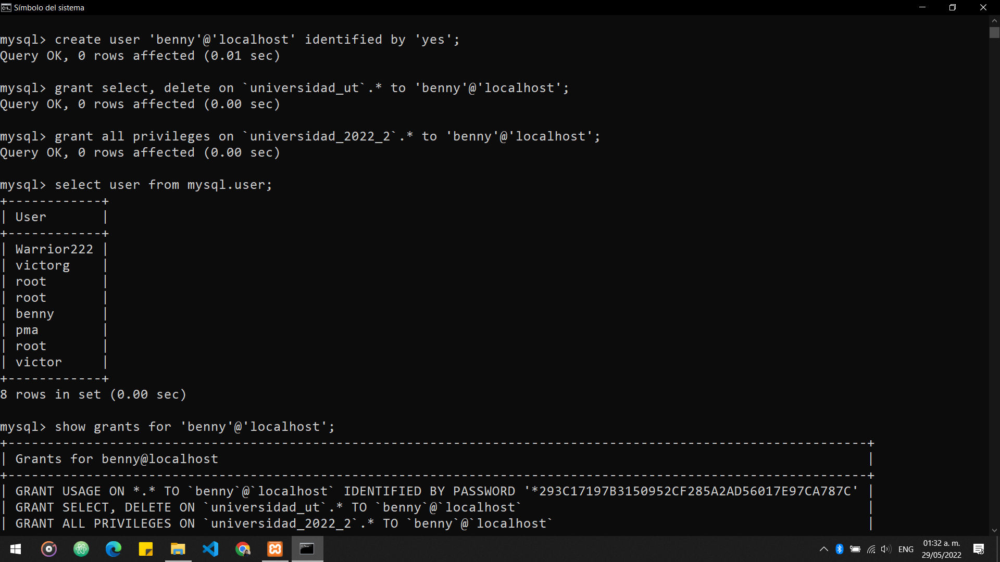 Símbolo del sistema
mysql> create user 'benny'@'localhost' identified by 'yes';
Query OK, 0 rows affected (0.01 sec)
mysql> grant select, delete on `universidad_ut`.* to 'benny'@'localhost';
Query OK, 0 rows affected (0.00 sec)
mysql> grant all privileges on `universidad_2022_2`.* to 'benny'@'localhost';
Query OK, 0 rows affected (0.00 sec)
mysql> select user from mysql.user;
+------------+
| User       |
+------------+
| Warrior222 |
| victorg    |
| root       |
| root       |
| benny      |
| pma        |
| root       |
| victor     |
+------------+
8 rows in set (0.00 sec)
mysql> show grants for 'benny'@'localhost';
+--------------------------------------------------------------------------------------------------------------+
| Grants for benny@localhost                                                                                   |
+--------------------------------------------------------------------------------------------------------------+
| GRANT USAGE ON *.* TO `benny`@`localhost` IDENTIFIED BY PASSWORD '*293C17197B3150952CF285A2AD56017E97CA787C' |
| GRANT SELECT, DELETE ON `universidad_ut`.* TO `benny`@`localhost`                                            |
| GRANT ALL PRIVILEGES ON `universidad_2022_2`.* TO `benny`@`localhost`                                        |
ENG
01:32 a. m.
29/05/2022